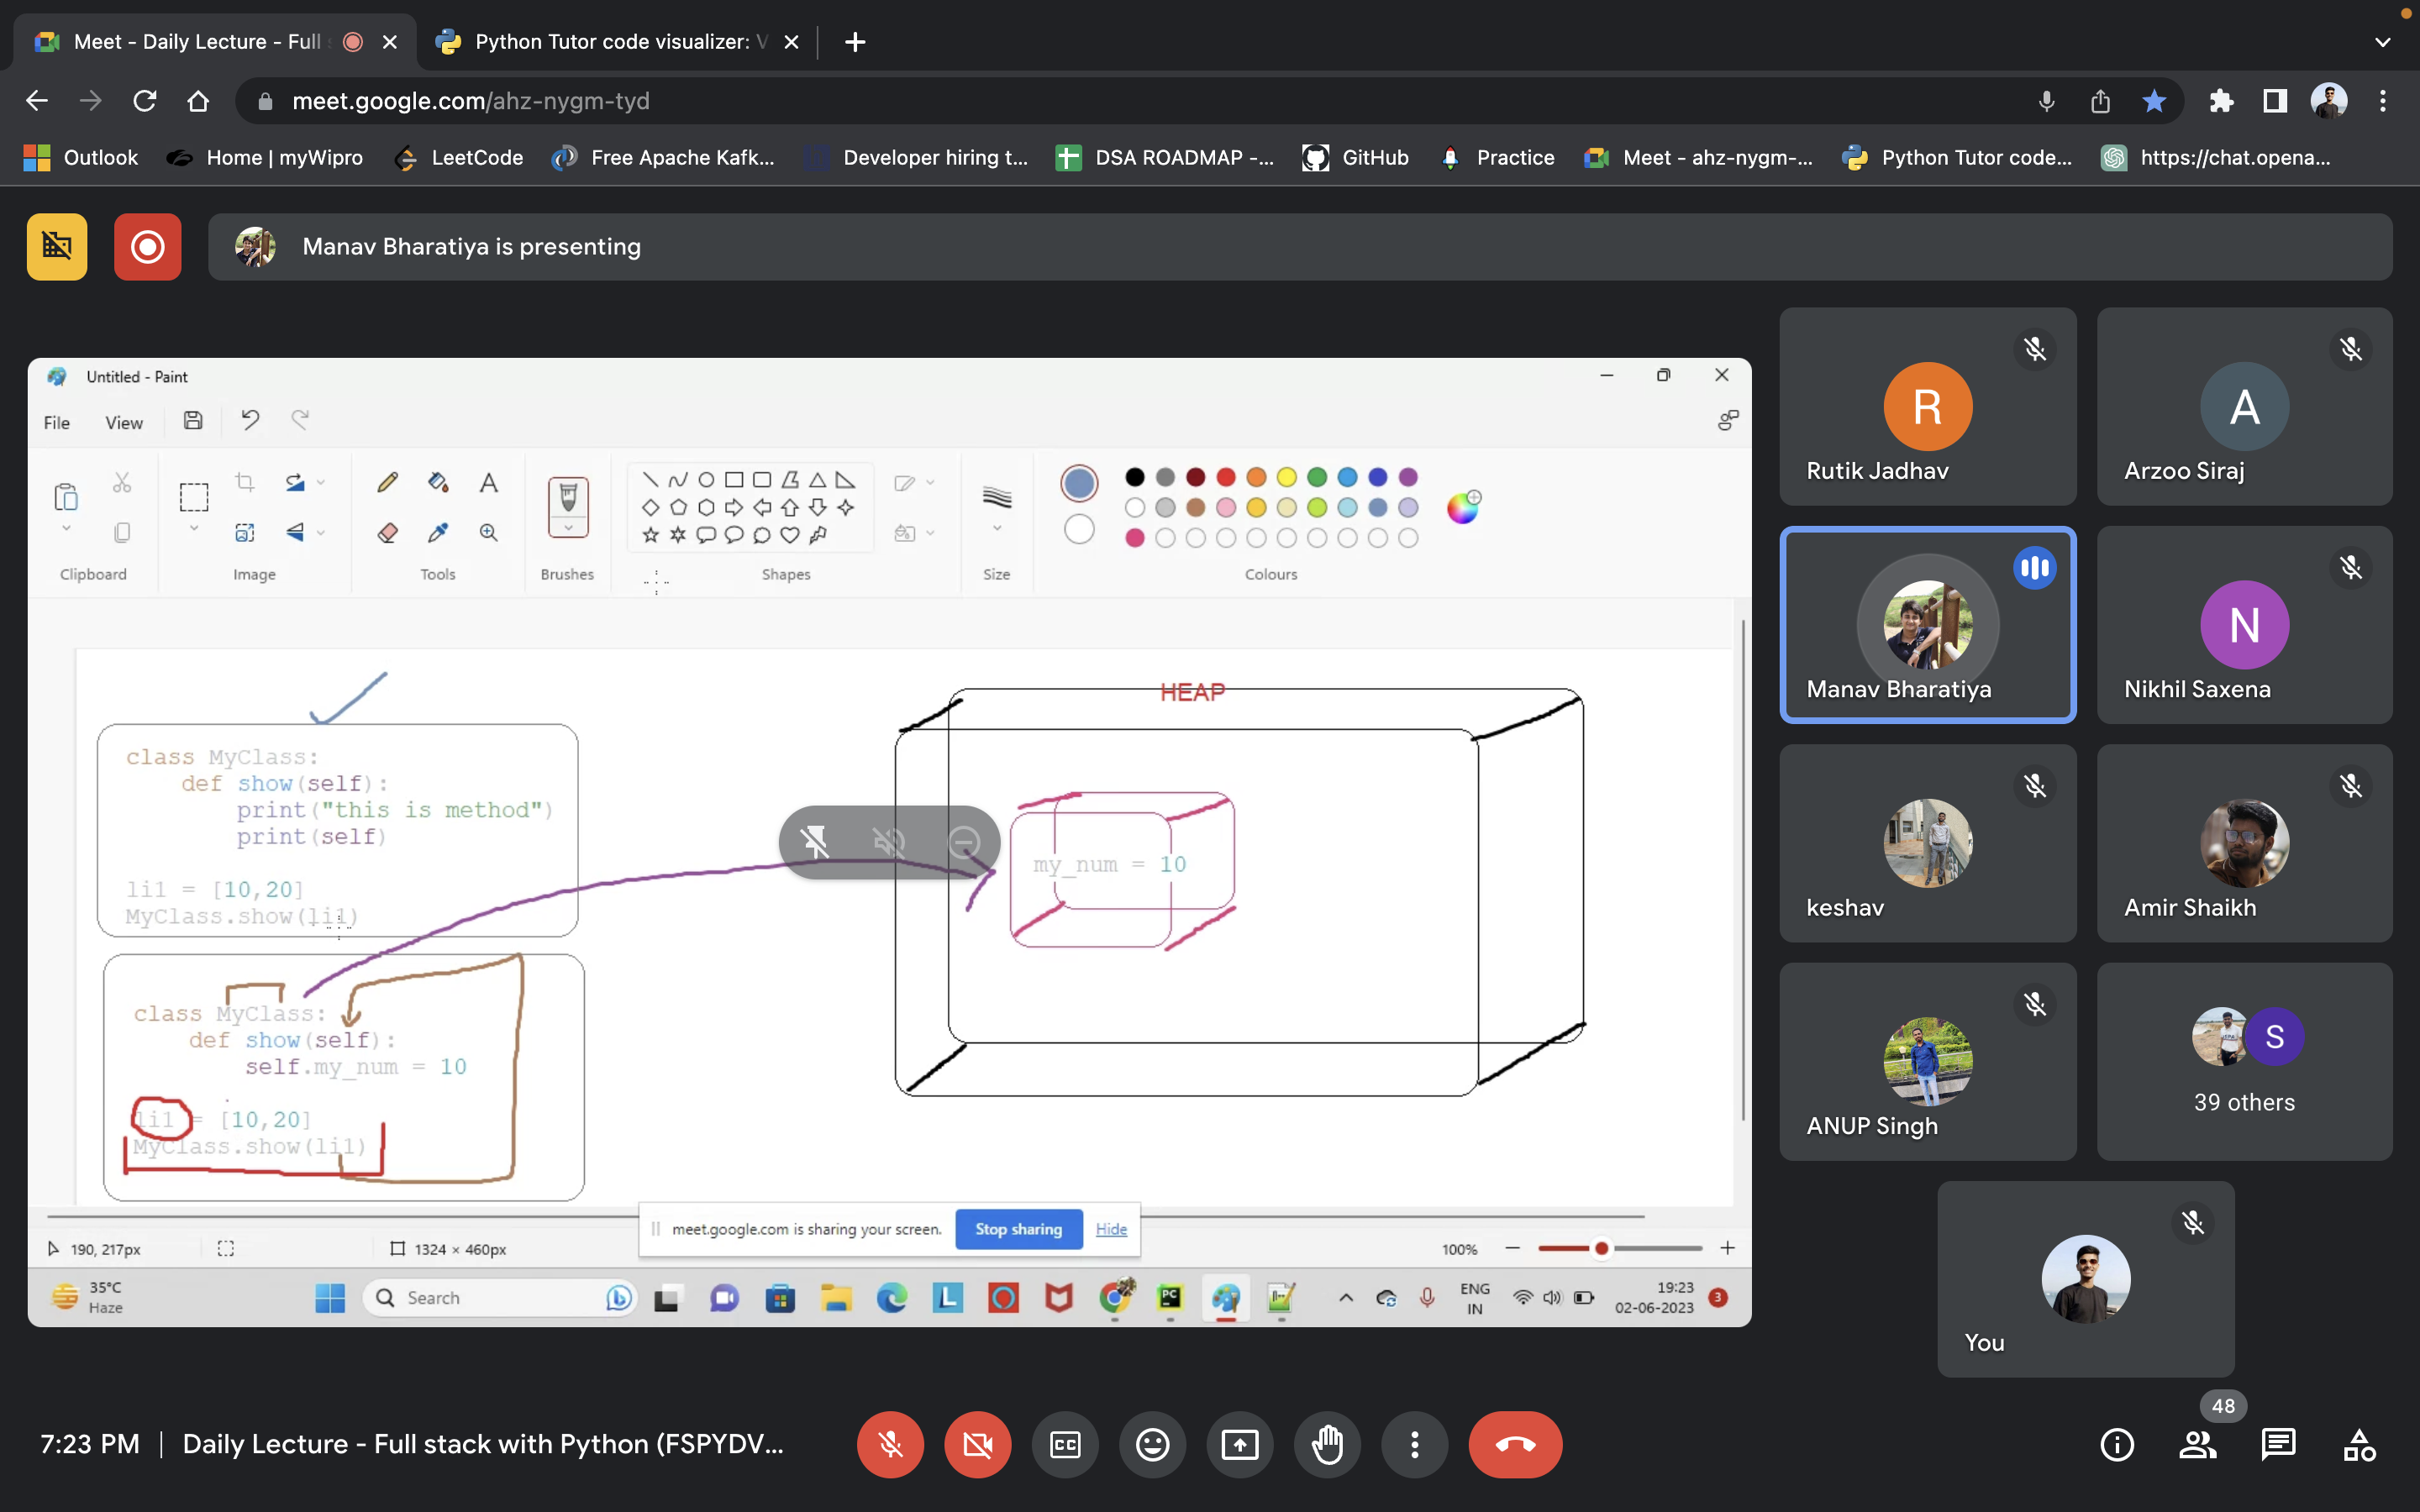 Meet - Daily Lecture - Full
Python Tutor code visualizer: V
meet.google.com/ahz-nygm-tyd
Outlook
Home | myWipro
LeetCode
Free Apache Kafk...
Developer hiring t...
DSA ROADMAP -...
GitHub
Practice
Meet - ahz-nygm-...
Python Tutor code...
https://chat.opena...
Manav Bharatiya is presenting
Untitled - Paint
File
View
Clipboard
Image
Tools
Brushes
Shapes
Size
Colours
HEAP
class MyClass:
def show(self):
print("this is method")
print(self)
li1 = [10,20]
MyClass.show(li1)
my_num = 10
class MyClass:
def show(self):
self.my_num = 10
li1 = [10,20]
MyClass.show(li1)
meet.google.com is sharing your screen.
Stop sharing
Hide
190, 217px
1324 × 460px
100%
35°C
Haze
Search
ENG
IN
19:23
02-06-2023
3
R
Rutik Jadhav
A
Arzoo Siraj
Manav Bharatiya
N
Nikhil Saxena
keshav
Amir Shaikh
ANUP Singh
S
39 others
You
7:23 PM
Daily Lecture - Full stack with Python (FSPYDV...
CC
48